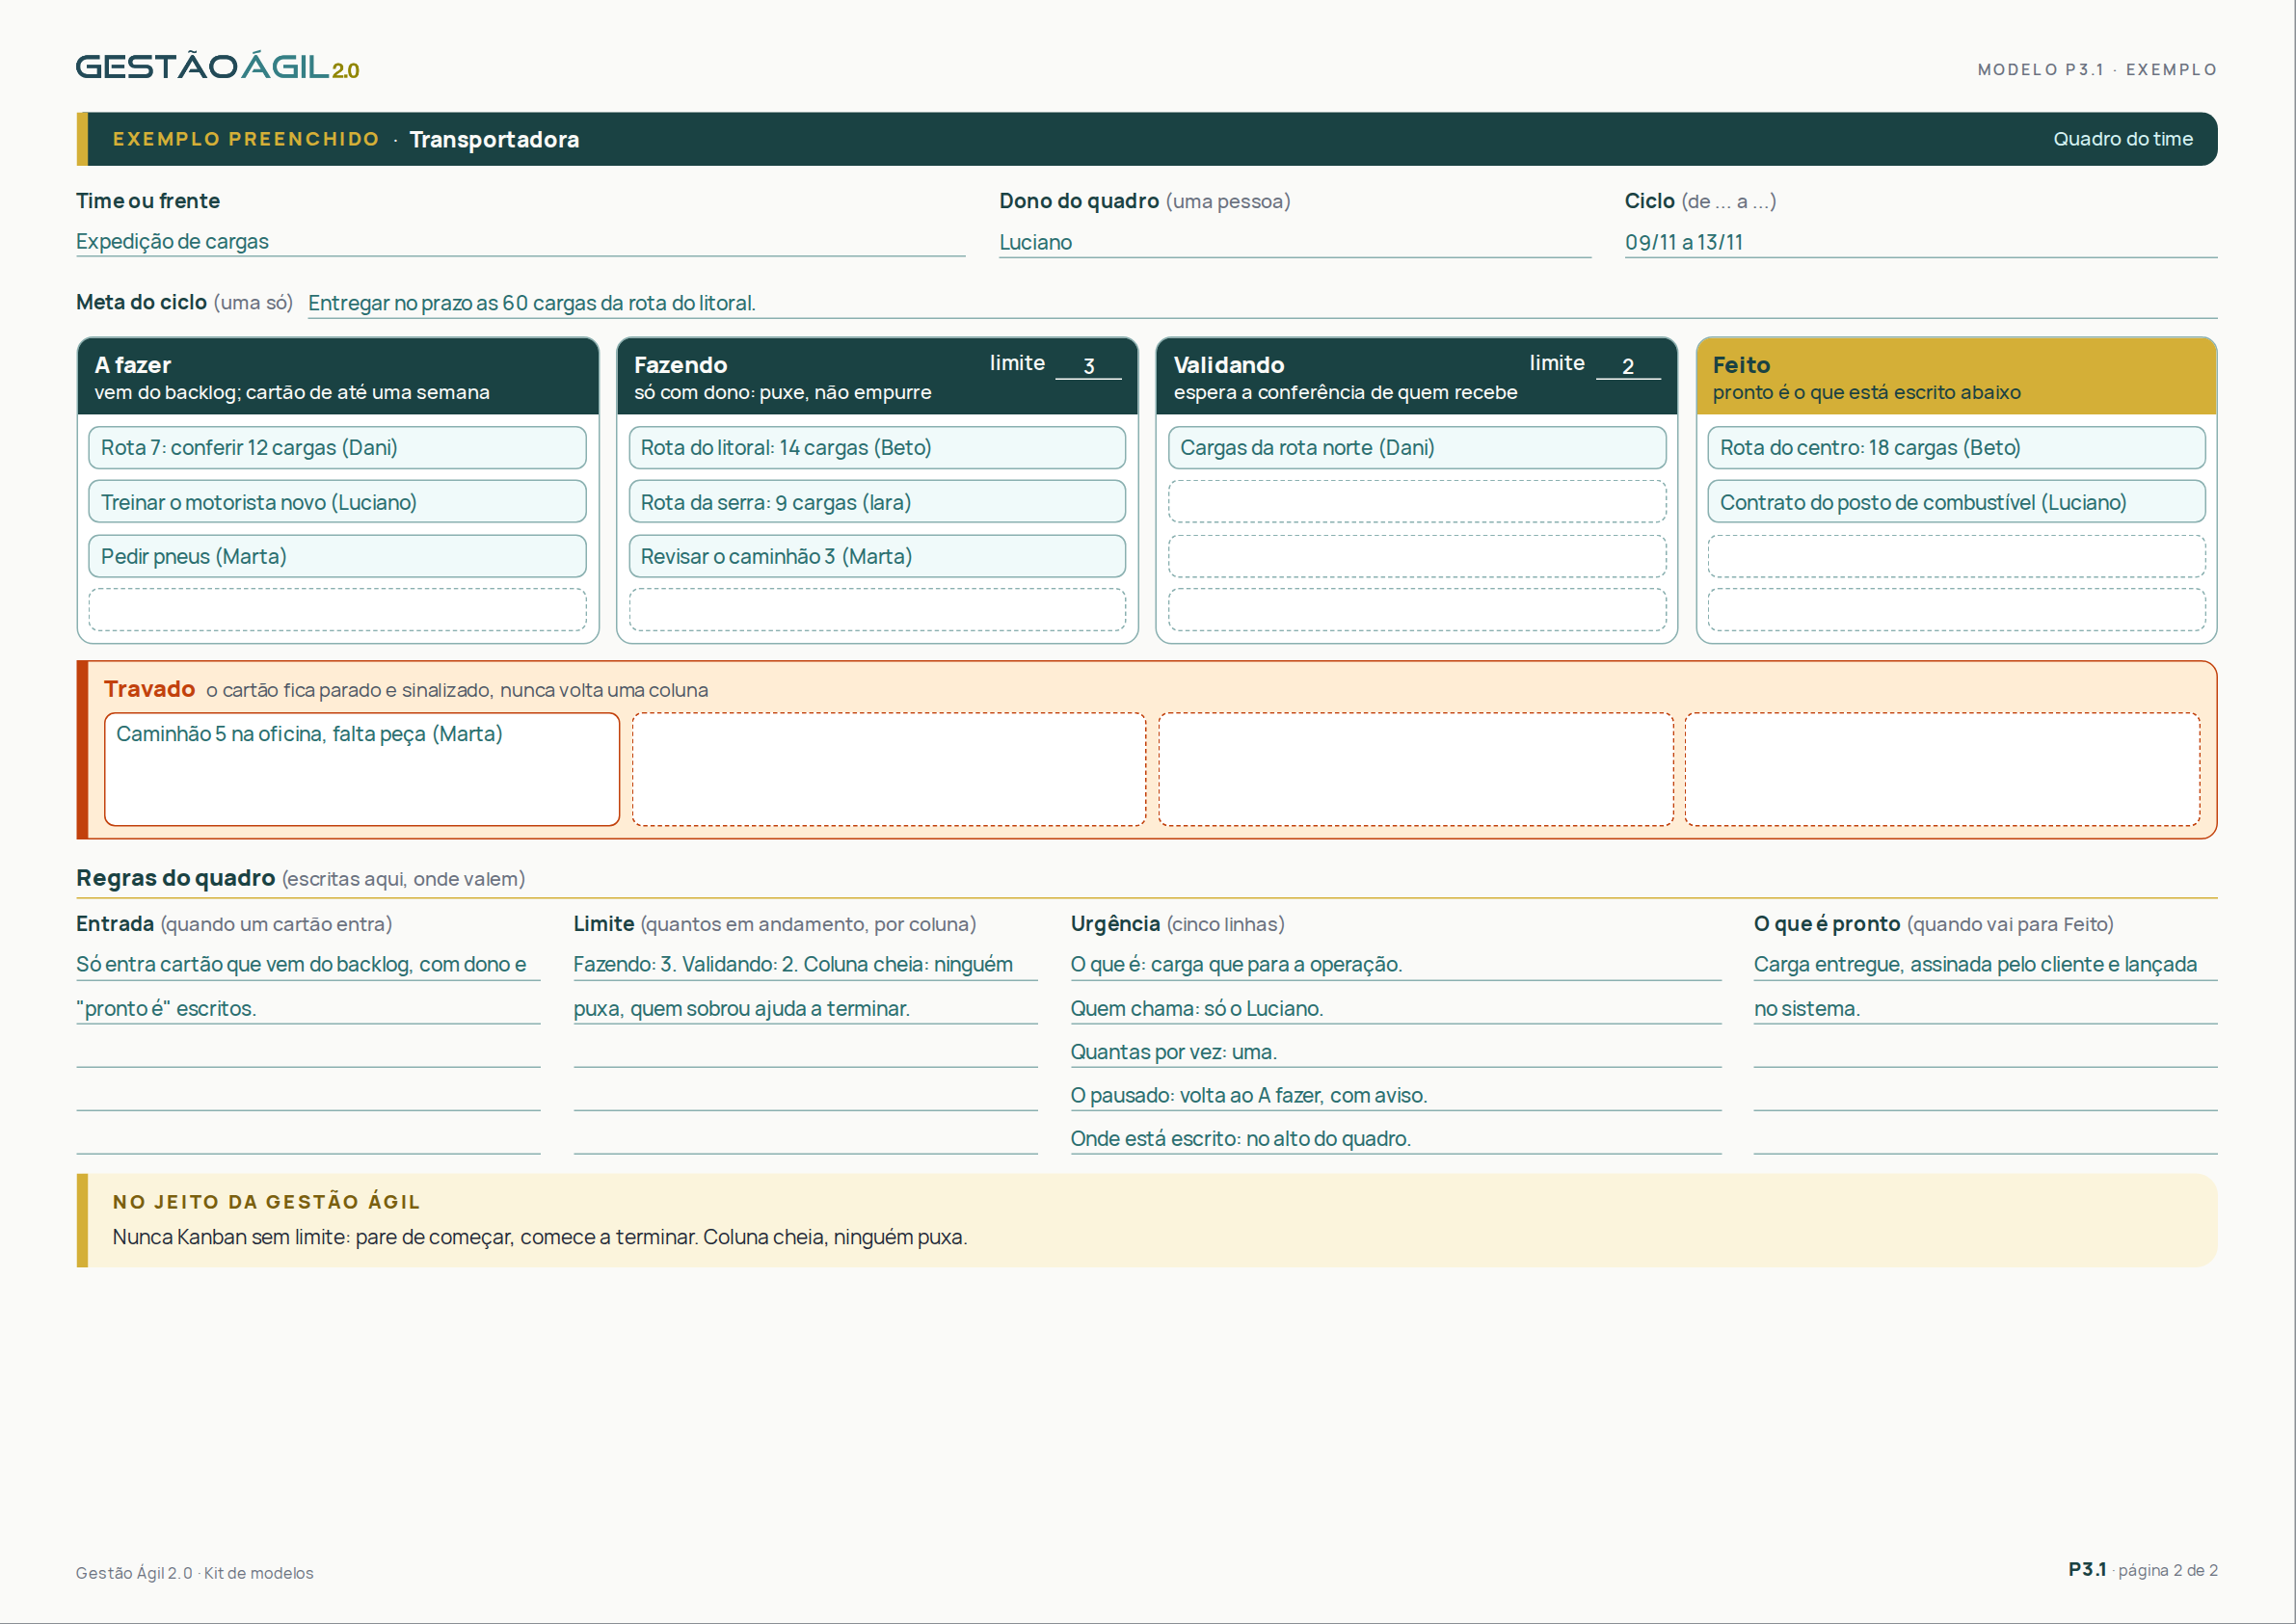 GESTÃO ÁGIL 2.0
MODELO P3.1 · EXEMPLO
EXEMPLO PREENCHIDO · Transportadora
Quadro do time
Time ou frente
Expedição de cargas
Dono do quadro (uma pessoa)
Luciano
Ciclo (de ... a ...)
09/11 a 13/11
Meta do ciclo (uma só) Entregar no prazo as 60 cargas da rota do litoral.
A fazer
vem do backlog; cartão de até uma semana
Rota 7: conferir 12 cargas (Dani)
Treinar o motorista novo (Luciano)
Pedir pneus (Marta)
Fazendo limite 3
só com dono: puxe, não empurre
Rota do litoral: 14 cargas (Beto)
Rota da serra: 9 cargas (Iara)
Revisar o caminhão 3 (Marta)
Validando limite 2
espera a conferência de quem recebe
Cargas da rota norte (Dani)
Feito
pronto é o que está escrito abaixo
Rota do centro: 18 cargas (Beto)
Contrato do posto de combustível (Luciano)
Travado o cartão fica parado e sinalizado, nunca volta uma coluna
Caminhão 5 na oficina, falta peça (Marta)
Regras do quadro (escritas aqui, onde valem)
Entrada (quando um cartão entra)
Só entra cartão que vem do backlog, com dono e
"pronto é" escritos.
Limite (quantos em andamento, por coluna)
Fazendo: 3. Validando: 2. Coluna cheia: ninguém
puxa, quem sobrou ajuda a terminar.
Urgência (cinco linhas)
O que é: carga que para a operação.
Quem chama: só o Luciano.
Quantas por vez: uma.
O pausado: volta ao A fazer, com aviso.
Onde está escrito: no alto do quadro.
O que é pronto (quando vai para Feito)
Carga entregue, assinada pelo cliente e lançada
no sistema.
NO JEITO DA GESTÃO ÁGIL
Nunca Kanban sem limite: pare de começar, comece a terminar. Coluna cheia, ninguém puxa.
Gestão Ágil 2.0 · Kit de modelos
P3.1 · página 2 de 2